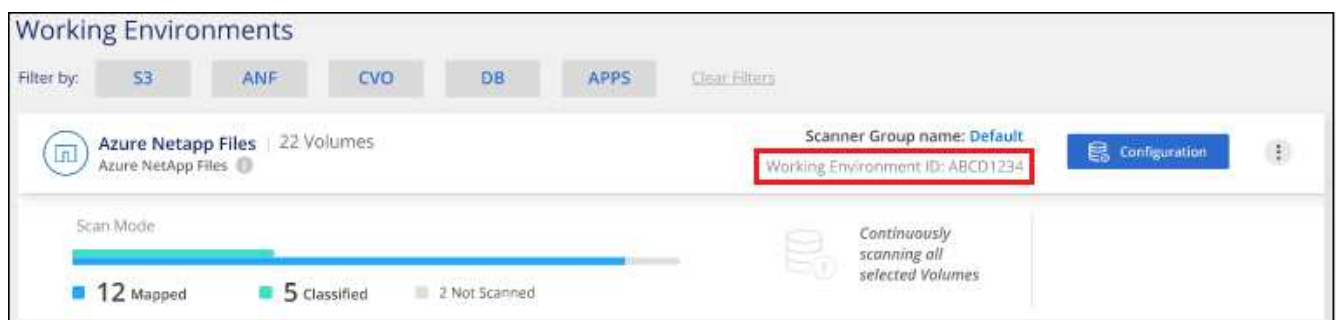 Working Environments
Filter by: S3 ANF CVO DB APPS Clear Filters
Azure Netapp Files | 22 Volumes
Azure NetApp Files
Scanner Group name: Default
Working Environment ID: ABCD1234
Configuration
Scan Mode
12 Mapped 5 Classified 2 Not Scanned
Continuously
scanning all
selected Volumes